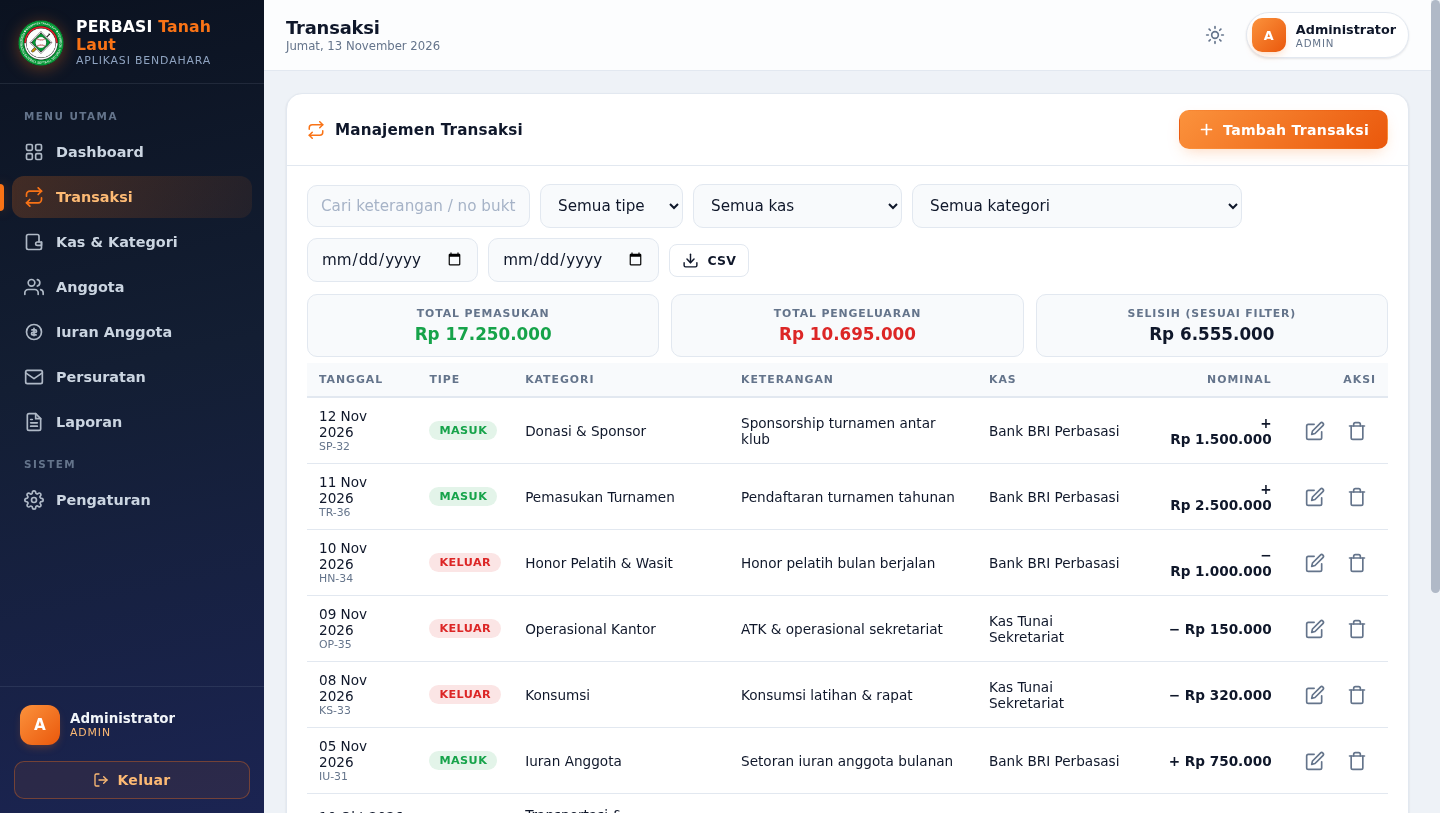 PERBASI Tanah
Laut
APLIKASI BENDAHARA
MENU UTAMA
Dashboard
Transaksi
Kas & Kategori
Anggota
Iuran Anggota
Persuratan
Laporan
SISTEM
Pengaturan
A
Administrator
ADMIN
Keluar
Transaksi
Jumat, 13 November 2026
A
Administrator
ADMIN
Manajemen Transaksi
Tambah Transaksi
Cari keterangan / no bukt
Semua tipe
Semua kas
Semua kategori
mm/dd/yyyy
mm/dd/yyyy
CSV
TOTAL PEMASUKAN
Rp 17.250.000
TOTAL PENGELUARAN
Rp 10.695.000
SELISIH (SESUAI FILTER)
Rp 6.555.000
TANGGAL TIPE KATEGORI KETERANGAN KAS NOMINAL AKSI
12 Nov
2026
SP-32
MASUK
Donasi & Sponsor
Sponsorship turnamen antar
klub
Bank BRI Perbasasi
+
Rp 1.500.000
11 Nov
2026
TR-36
MASUK
Pemasukan Turnamen
Pendaftaran turnamen tahunan
Bank BRI Perbasasi
+
Rp 2.500.000
10 Nov
2026
HN-34
KELUAR
Honor Pelatih & Wasit
Honor pelatih bulan berjalan
Bank BRI Perbasasi
−
Rp 1.000.000
09 Nov
2026
OP-35
KELUAR
Operasional Kantor
ATK & operasional sekretariat
Kas Tunai
Sekretariat
− Rp 150.000
08 Nov
2026
KS-33
KELUAR
Konsumsi
Konsumsi latihan & rapat
Kas Tunai
Sekretariat
− Rp 320.000
05 Nov
2026
IU-31
MASUK
Iuran Anggota
Setoran iuran anggota bulanan
Bank BRI Perbasasi
+ Rp 750.000